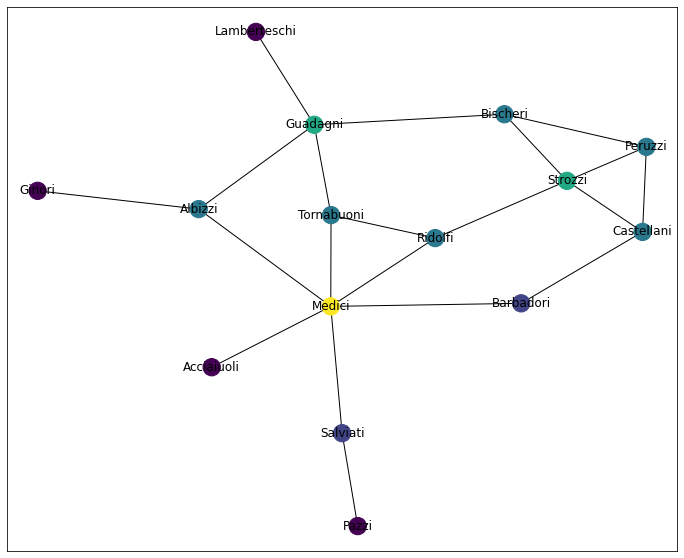 Lamberteschi
Bischeri
Guadagni
Peruzzi
Strozzi
Ginori
Albizzi
Tornabuoni
Castellani
Ridolfi
Barbadori
Medici
Acciaiuoli
Salviati
Pazzi